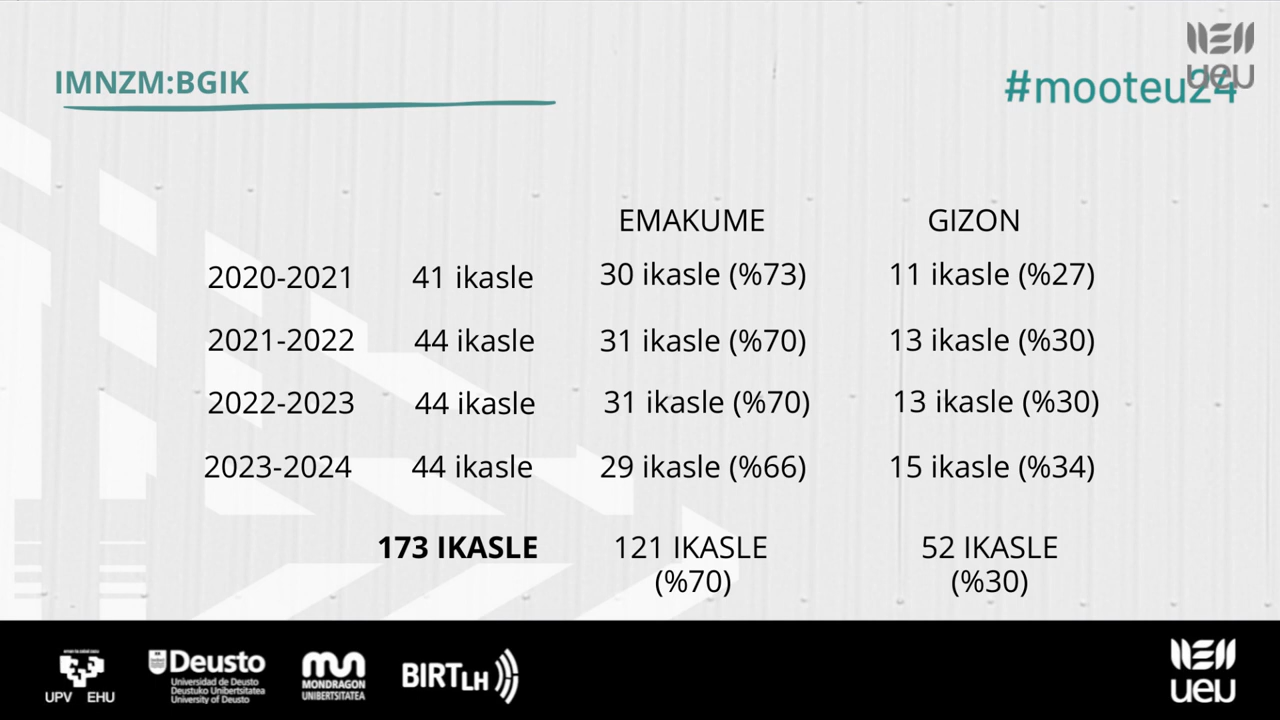 IMNZM:BGIK
#mooteu24
ueu
EMAKUME GIZON
2020-2021 41 ikasle 30 ikasle (%73) 11 ikasle (%27)
2021-2022 44 ikasle 31 ikasle (%70) 13 ikasle (%30)
2022-2023 44 ikasle 31 ikasle (%70) 13 ikasle (%30)
2023-2024 44 ikasle 29 ikasle (%66) 15 ikasle (%34)
173 IKASLE 121 IKASLE 52 IKASLE
(%70) (%30)
UPV EHU
Deusto
Universidad de Deusto
Deustuko Unibertsitatea
University of Deusto
MONDRAGON
UNIBERTSITATEA
BIRTLH
ueu